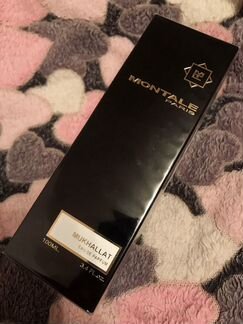 MONTALE
PARIS
MUKHALLAT
EAU DE PARFUM
100ML
3.4 FL.OZ.